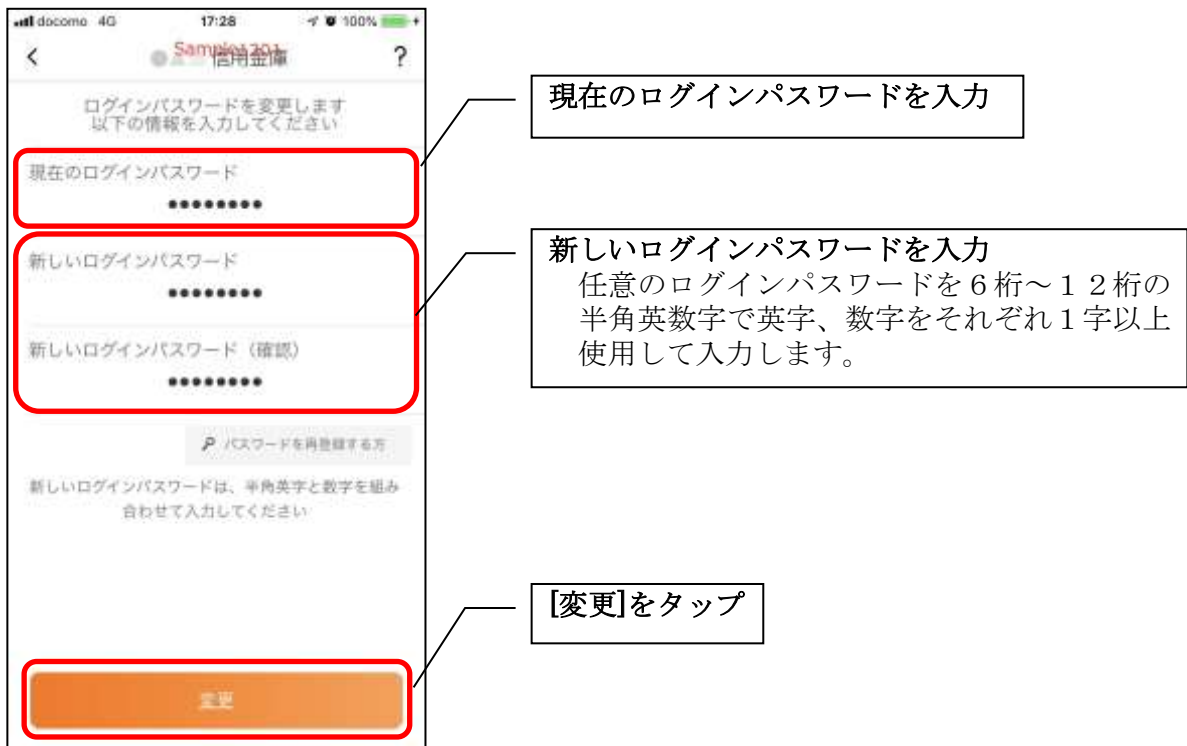 docomo 4G 17:28 100%
Sample1201
信用金庫
?
ログインパスワードを変更します
以下の情報を入力してください
現在のログインパスワード
●●●●●●●●
新しいログインパスワード
●●●●●●●●
新しいログインパスワード（確認）
●●●●●●●●
パスワードを再登録する方
新しいログインパスワードは、半角英字と数字を組み
合わせて入力してください
変更
現在のログインパスワードを入力
新しいログインパスワードを入力
任意のログインパスワードを６桁～１２桁の
半角英数字で英字、数字をそれぞれ１字以上
使用して入力します。
[変更]をタップ